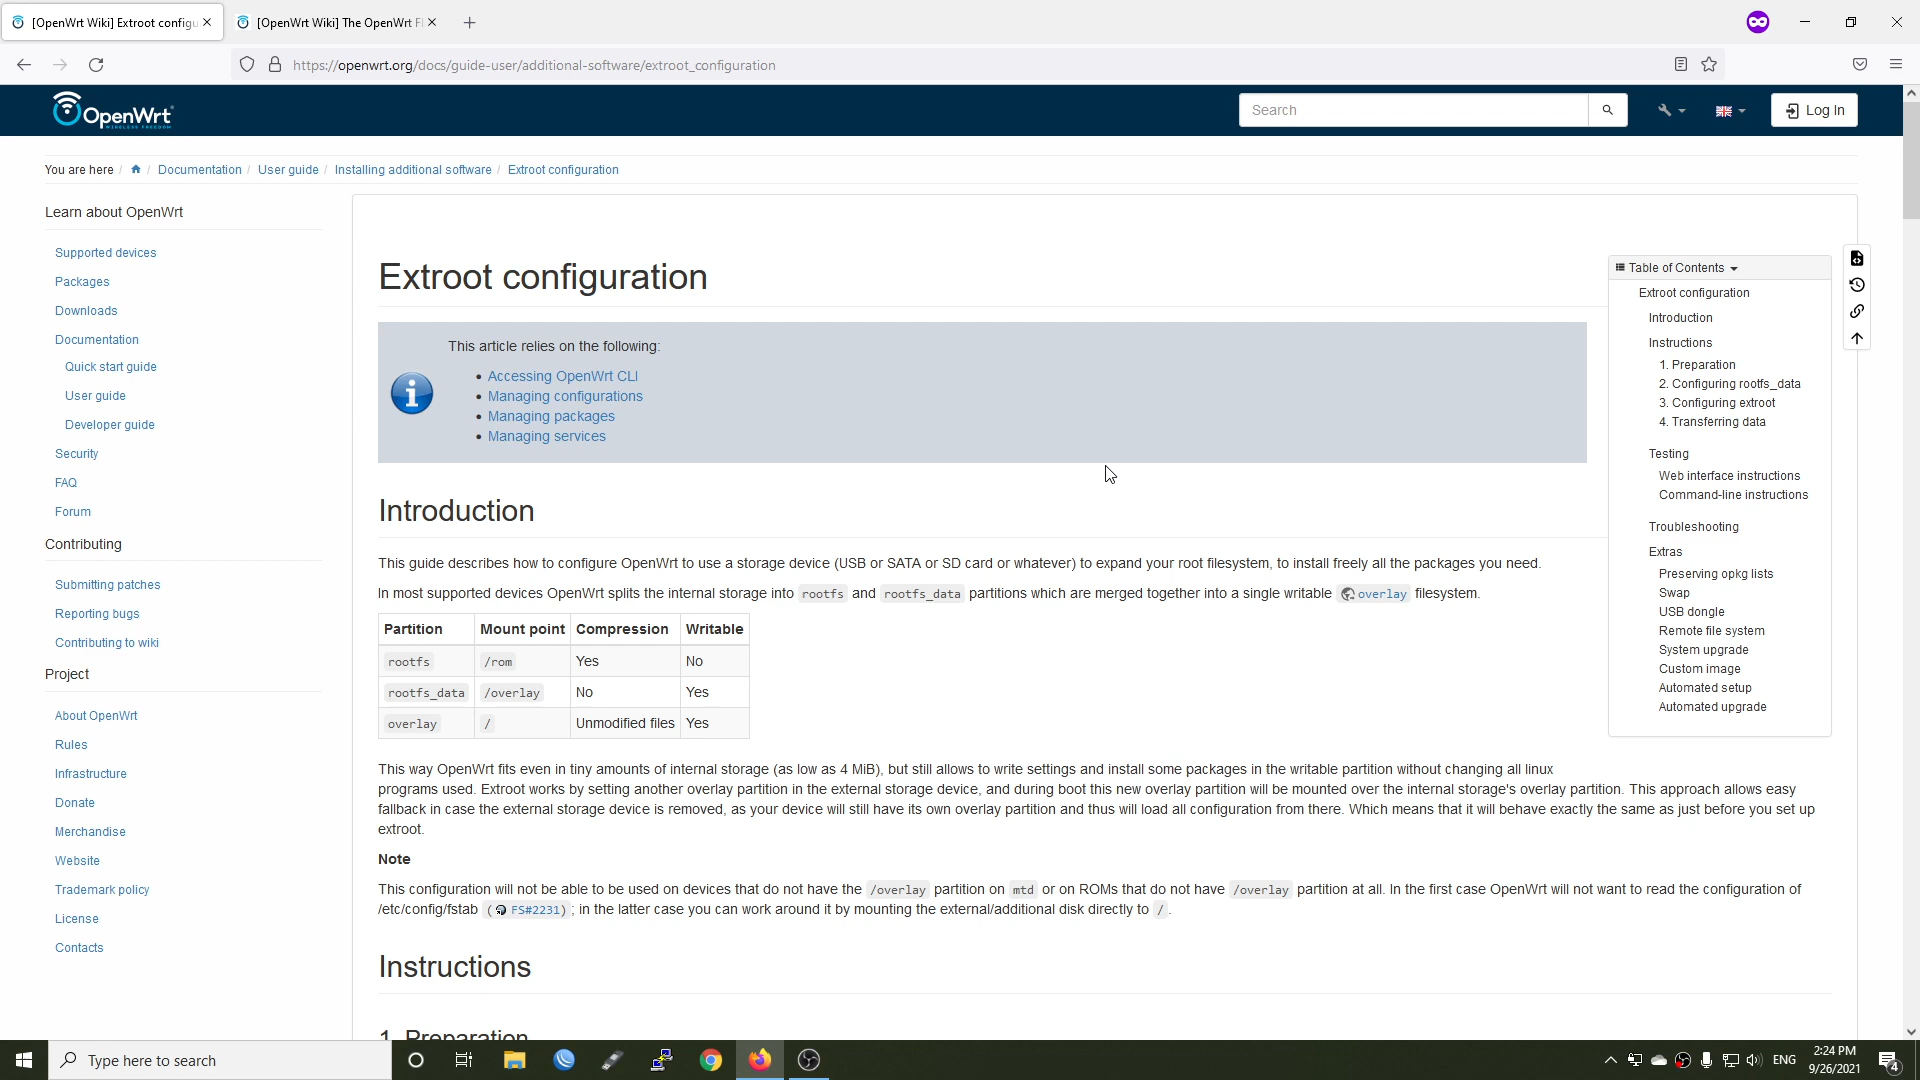 [OpenWrt Wiki] Extroot configu
[OpenWrt Wiki] The OpenWrt F
https://openwrt.org/docs/guide-user/additional-software/extroot_configuration
OpenWrt
WIRELESS FREEDOM
Search
Log In
You are here / / Documentation / User guide / Installing additional software / Extroot configuration
Learn about OpenWrt
Supported devices
Packages
Downloads
Documentation
Quick start guide
User guide
Developer guide
Security
FAQ
Forum
Contributing
Submitting patches
Reporting bugs
Contributing to wiki
Project
About OpenWrt
Rules
Infrastructure
Donate
Merchandise
Website
Trademark policy
License
Contacts
Extroot configuration
This article relies on the following:
• Accessing OpenWrt CLI
• Managing configurations
• Managing packages
• Managing services
Introduction
This guide describes how to configure OpenWrt to use a storage device (USB or SATA or SD card or whatever) to expand your root filesystem, to install freely all the packages you need.
In most supported devices OpenWrt splits the internal storage into rootfs and rootfs_data partitions which are merged together into a single writable overlay filesystem.
Partition Mount point Compression Writable
rootfs /rom Yes No
rootfs_data /overlay No Yes
overlay / Unmodified files Yes
This way OpenWrt fits even in tiny amounts of internal storage (as low as 4 MiB), but still allows to write settings and install some packages in the writable partition without changing all linux
programs used. Extroot works by setting another overlay partition in the external storage device, and during boot this new overlay partition will be mounted over the internal storage's overlay partition. This approach allows easy
fallback in case the external storage device is removed, as your device will still have its own overlay partition and thus will load all configuration from there. Which means that it will behave exactly the same as just before you set up
extroot.
Note
This configuration will not be able to be used on devices that do not have the /overlay partition on mtd or on ROMs that do not have /overlay partition at all. In the first case OpenWrt will not want to read the configuration of
/etc/config/fstab ( FS#2231) ; in the latter case you can work around it by mounting the external/additional disk directly to / .
Instructions
1. Preparation
Table of Contents
Extroot configuration
Introduction
Instructions
1. Preparation
2. Configuring rootfs_data
3. Configuring extroot
4. Transferring data
Testing
Web interface instructions
Command-line instructions
Troubleshooting
Extras
Preserving opkg lists
Swap
USB dongle
Remote file system
System upgrade
Custom image
Automated setup
Automated upgrade
Type here to search
ENG
2:24 PM
9/26/2021
4